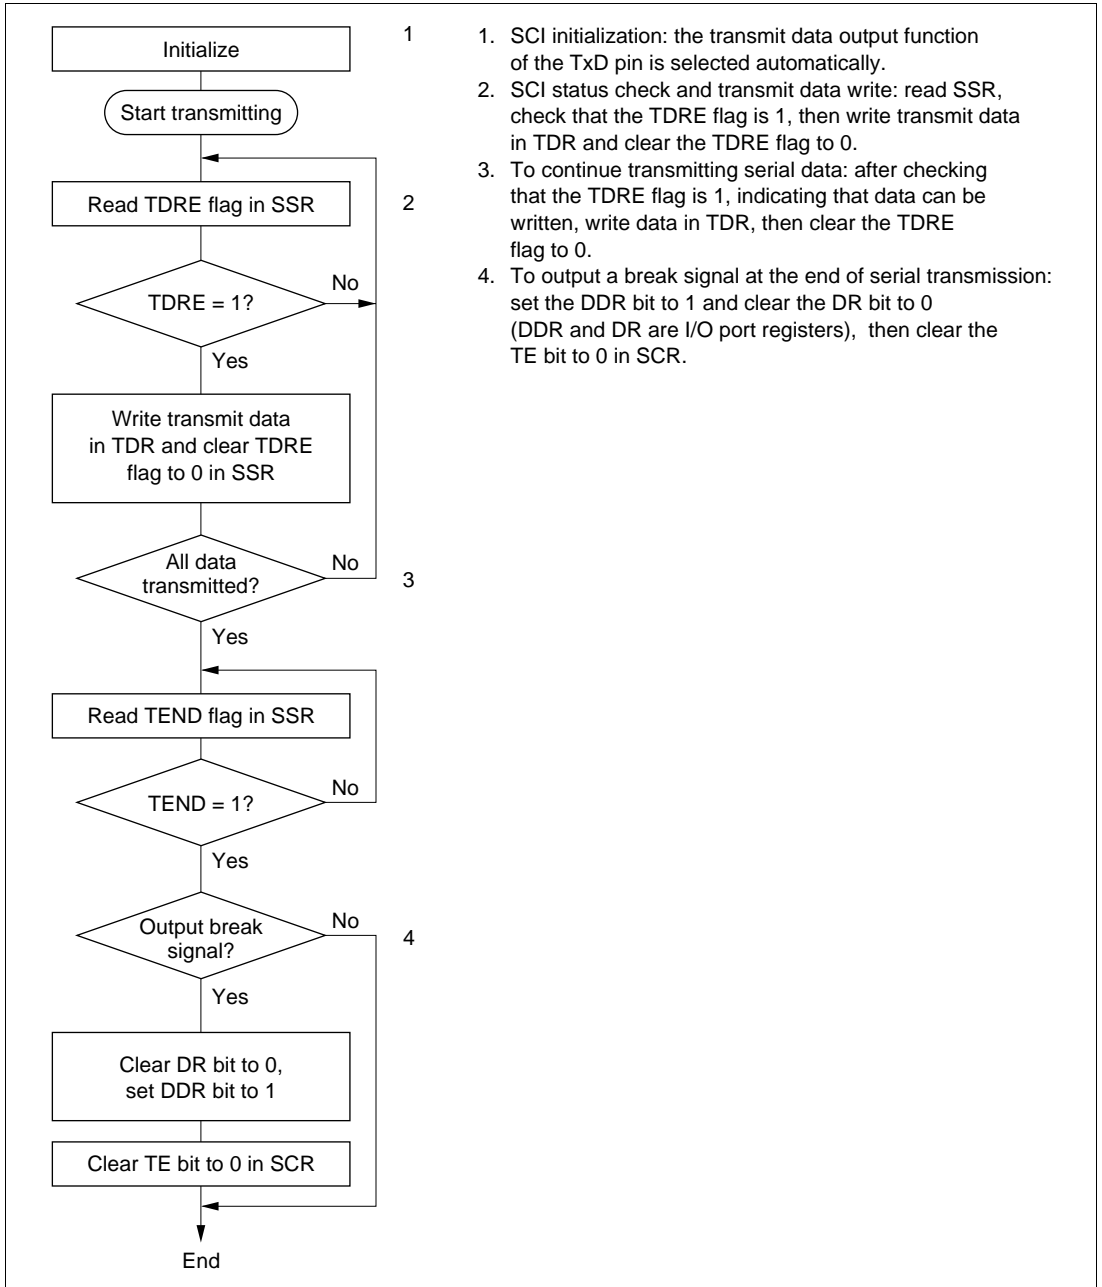 Initialize
1
Start transmitting
Read TDRE flag in SSR
2
TDRE = 1?
No
Yes
Write transmit data
in TDR and clear TDRE
flag to 0 in SSR
All data
transmitted?
No
3
Yes
Read TEND flag in SSR
TEND = 1?
No
Yes
Output break
signal?
No
4
Yes
Clear DR bit to 0,
set DDR bit to 1
Clear TE bit to 0 in SCR
End
1. SCI initialization: the transmit data output function
of the TxD pin is selected automatically.
2. SCI status check and transmit data write: read SSR,
check that the TDRE flag is 1, then write transmit data
in TDR and clear the TDRE flag to 0.
3. To continue transmitting serial data: after checking
that the TDRE flag is 1, indicating that data can be
written, write data in TDR, then clear the TDRE
flag to 0.
4. To output a break signal at the end of serial transmission:
set the DDR bit to 1 and clear the DR bit to 0
(DDR and DR are I/O port registers), then clear the
TE bit to 0 in SCR.